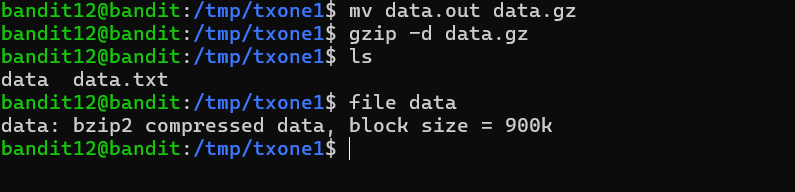 bandit12@bandit:/tmp/txone1$ mv data.out data.gz
bandit12@bandit:/tmp/txone1$ gzip -d data.gz
bandit12@bandit:/tmp/txone1$ ls
data  data.txt
bandit12@bandit:/tmp/txone1$ file data
data: bzip2 compressed data, block size = 900k
bandit12@bandit:/tmp/txone1$